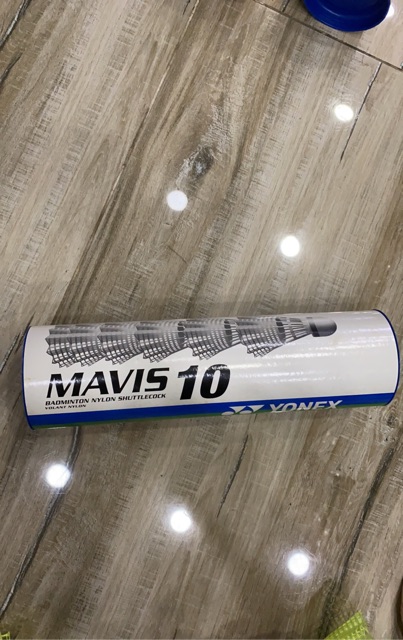 MAVIS 10
BADMINTON NYLON SHUTTLECOCK
VOLANT NYLON
YONEX